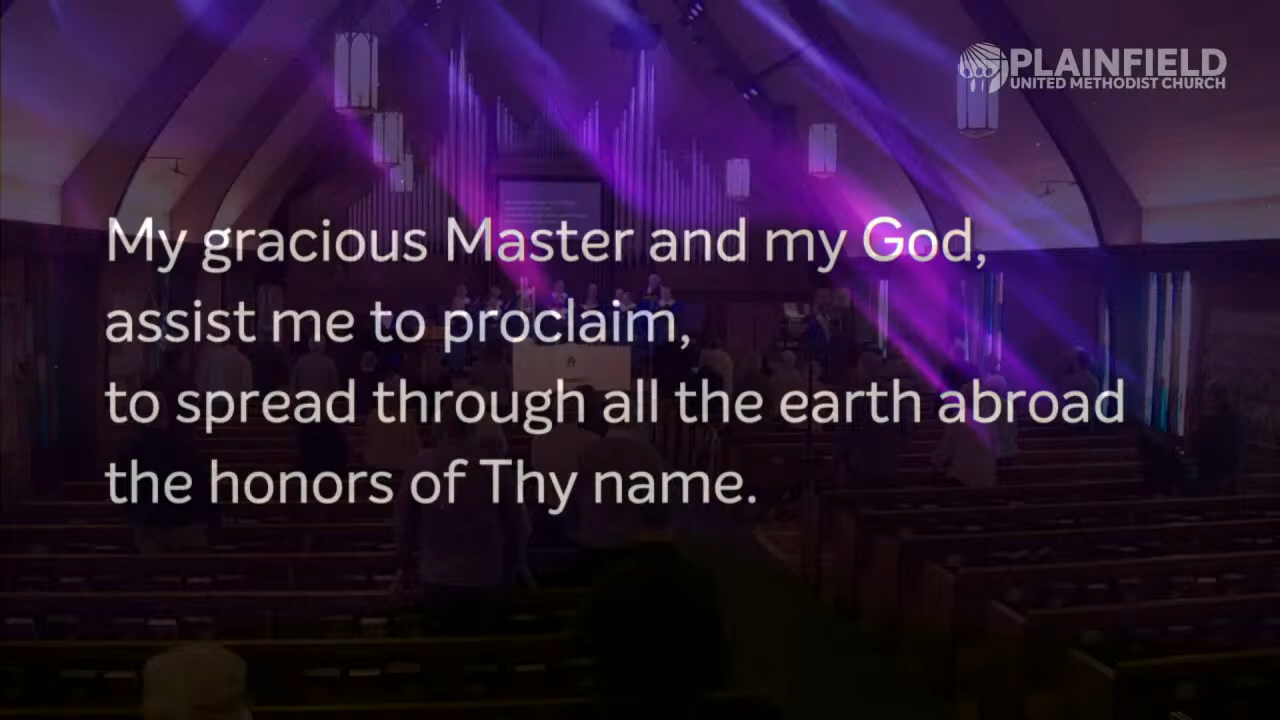 PLAINFIELD
UNITED METHODIST CHURCH
My gracious Master and my God,
assist me to proclaim,
to spread through all the earth abroad
the honors of Thy name.